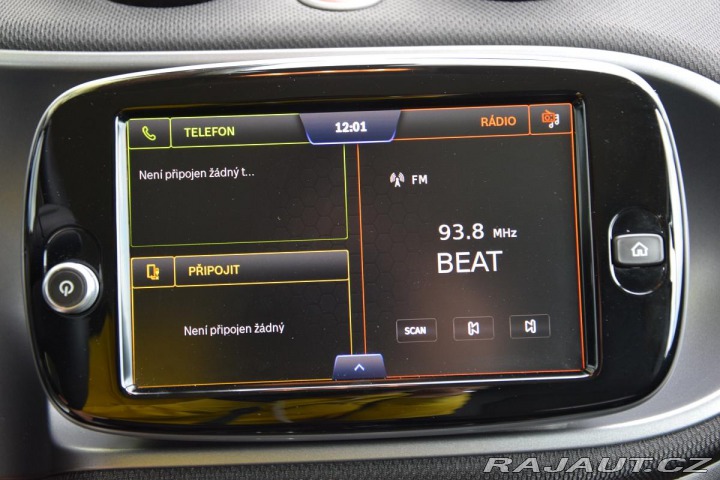 TELEFON
12:01
RÁDIO
Není připojen žádný t...
FM
93.8 MHz
BEAT
PŘIPOJIT
Není připojen žádný
SCAN
RAJAUT.CZ